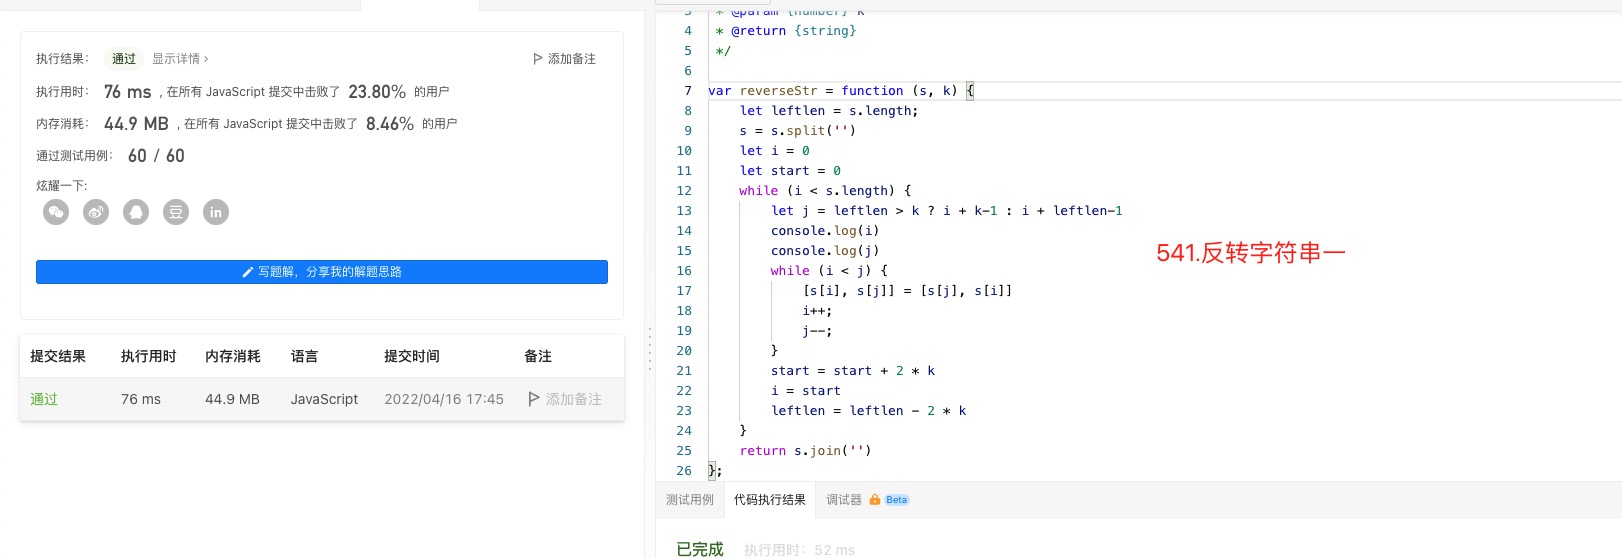 执行结果： 通过 显示详情 › 添加备注
执行用时： 76 ms , 在所有 JavaScript 提交中击败了 23.80% 的用户
内存消耗： 44.9 MB , 在所有 JavaScript 提交中击败了 8.46% 的用户
通过测试用例： 60 / 60
炫耀一下:
豆 in
写题解，分享我的解题思路
提交结果 执行用时 内存消耗 语言 提交时间 备注
通过 76 ms 44.9 MB JavaScript 2022/04/16 17:45 添加备注
3 * @param {number} k
4 * @return {string}
5 */
6
7 var reverseStr = function (s, k) {
8 let leftlen = s.length;
9 s = s.split('')
10 let i = 0
11 let start = 0
12 while (i < s.length) {
13 let j = leftlen > k ? i + k-1 : i + leftlen-1
14 console.log(i)
15 console.log(j)
16 while (i < j) {
17 [s[i], s[j]] = [s[j], s[i]]
18 i++;
19 j--;
20 }
21 start = start + 2 * k
22 i = start
23 leftlen = leftlen - 2 * k
24 }
25 return s.join('')
26 };
541.反转字符串一
测试用例 代码执行结果 调试器 Beta
已完成 执行用时：52 ms